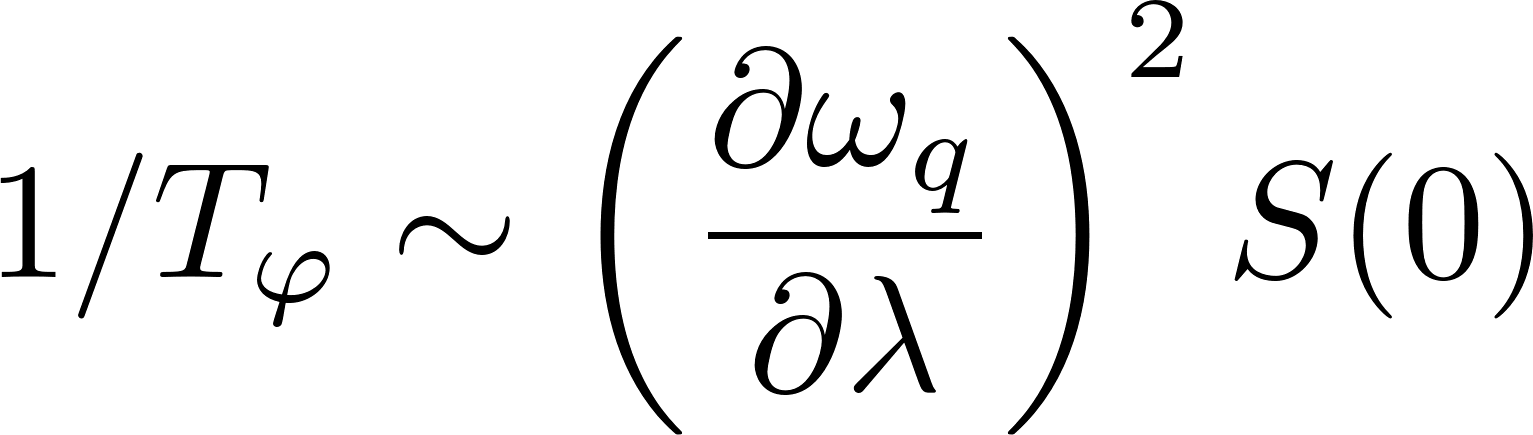 1/T_φ ∼ (∂ω_q/∂λ)² S(0)